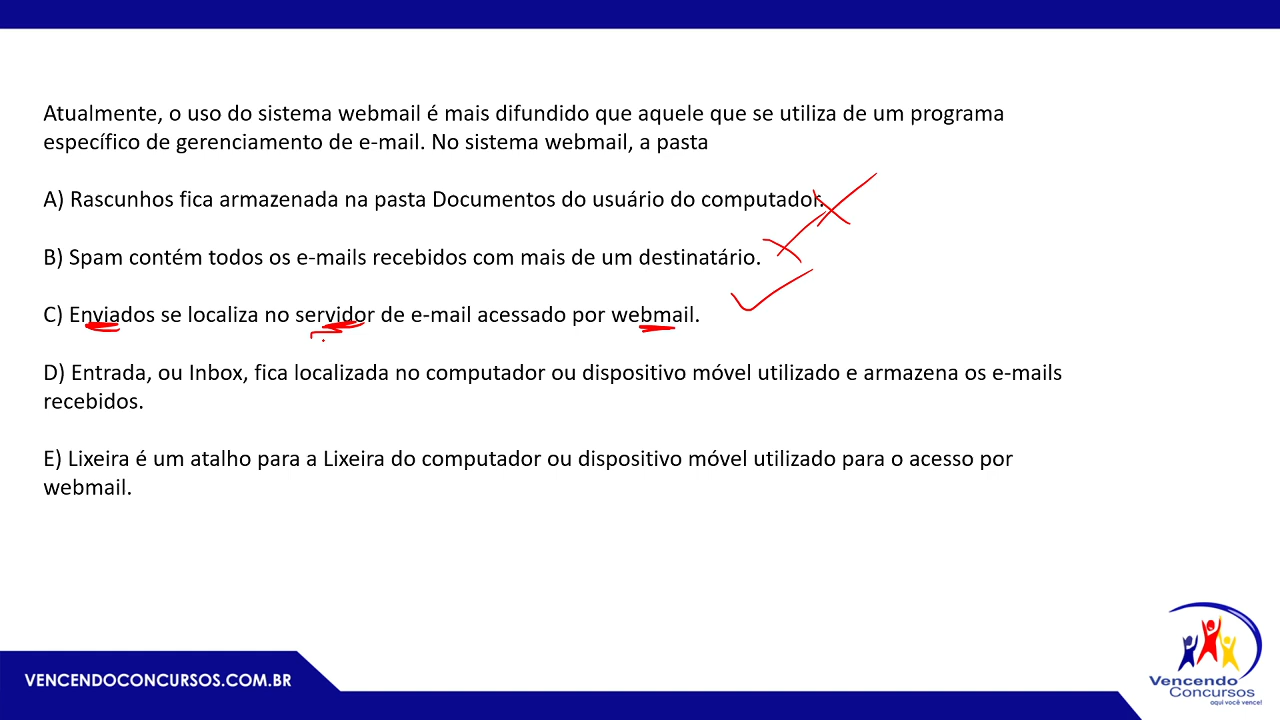 Atualmente, o uso do sistema webmail é mais difundido que aquele que se utiliza de um programa
específico de gerenciamento de e-mail. No sistema webmail, a pasta
A) Rascunhos fica armazenada na pasta Documentos do usuário do computador.
B) Spam contém todos os e-mails recebidos com mais de um destinatário.
C) Enviados se localiza no servidor de e-mail acessado por webmail.
D) Entrada, ou Inbox, fica localizada no computador ou dispositivo móvel utilizado e armazena os e-mails
recebidos.
E) Lixeira é um atalho para a Lixeira do computador ou dispositivo móvel utilizado para o acesso por
webmail.
VENCENDOCONCURSOS.COM.BR
Vencendo
Concursos
aqui você vence!